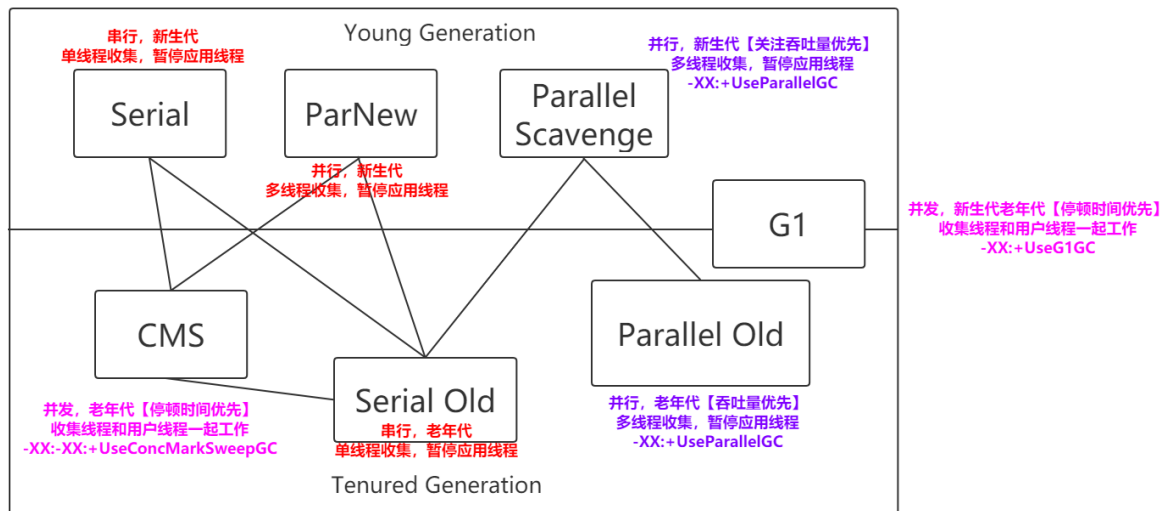 Young Generation
串行，新生代
单线程收集，暂停应用线程
Serial
ParNew
并行，新生代
多线程收集，暂停应用线程
并行，新生代【关注吞吐量优先】
多线程收集，暂停应用线程
-XX:+UseParallelGC
Parallel
Scavenge
G1
并发，新生代老年代【停顿时间优先】
收集线程和用户线程一起工作
-XX:+UseG1GC
CMS
并发，老年代【停顿时间优先】
收集线程和用户线程一起工作
-XX:-XX:+UseConcMarkSweepGC
Serial Old
串行，老年代
单线程收集，暂停应用线程
Parallel Old
并行，老年代【吞吐量优先】
多线程收集，暂停应用线程
-XX:+UseParallelGC
Tenured Generation